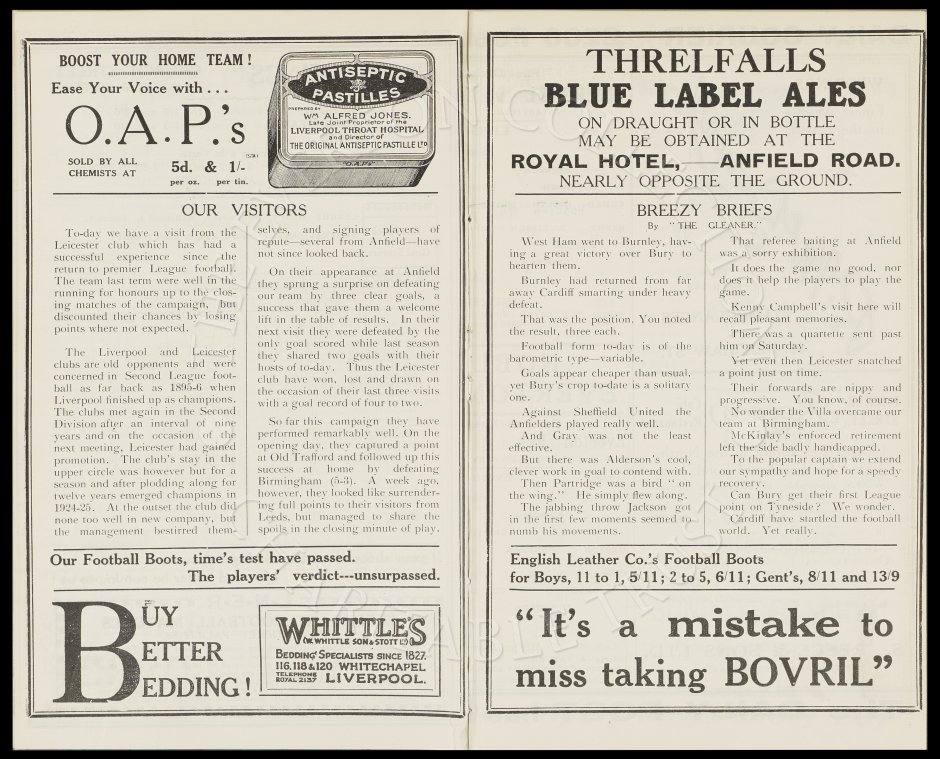 BOOST YOUR HOME TEAM!
Ease Your Voice with . . .
O.A.P.'s
SOLD BY ALL
CHEMISTS AT
5d. & 1/-
per oz. per tin.
ANTISEPTIC
PASTILLES
PREPARED BY
WM ALFRED JONES.
Late Joint Proprietor of the
LIVERPOOL THROAT HOSPITAL
and Director of
THE ORIGINAL ANTISEPTIC PASTILLE LTD
"O.A.P's"
OUR VISITORS
To-day we have a visit from the
Leicester club which has had a
successful experience since the
return to premier League football.
The team last term were well in the
running for honours up to the clos-
ing matches of the campaign, but
discounted their chances by losing
points where not expected.
The Liverpool and Leicester
clubs are old opponents and were
concerned in Second League foot-
ball as far back as 1895-6 when
Liverpool finished up as champions.
The clubs met again in the Second
Division after an interval of nine
years and on the occasion of the
next meeting, Leicester had gained
promotion. The club's stay in the
upper circle was however but for a
season and after plodding along for
twelve years emerged champions in
1924-25. At the outset the club did
none too well in new company, but
the management bestirred them-
selves, and signing players of
repute—several from Anfield—have
not since looked back.
On their appearance at Anfield
they sprung a surprise on defeating
our team by three clear goals, a
success that gave them a welcome
lift in the table of results. In their
next visit they were defeated by the
only goal scored while last season
they shared two goals with their
hosts of to-day. Thus the Leicester
club have won, lost and drawn on
the occasion of their last three visits
with a goal record of four to two.
So far this campaign they have
performed remarkably well. On the
opening day, they captured a point
at Old Trafford and followed up this
success at home by defeating
Birmingham (5-3). A week ago,
however, they looked like surrender-
ing full points to their visitors from
Leeds, but managed to share the
spoils in the closing minute of play.
Our Football Boots, time's test have passed.
The players' verdict---unsurpassed.
BUY
BETTER
BEDDING!
WHITTLE'S
(W. WHITTLE SON & STOTT LD)
BEDDING SPECIALISTS SINCE 1827.
116, 118 & 120 WHITECHAPEL
TELEPHONE
ROYAL 2137
LIVERPOOL.
THRELFALLS
BLUE LABEL ALES
ON DRAUGHT OR IN BOTTLE
MAY BE OBTAINED AT THE
ROYAL HOTEL, — ANFIELD ROAD.
NEARLY OPPOSITE THE GROUND.
BREEZY BRIEFS
By "THE GLEANER."
West Ham went to Burnley, hav-
ing a great victory over Bury to
hearten them.
Burnley had returned from far
away Cardiff smarting under heavy
defeat.
That was the position. You noted
the result, three each.
Football form to-day is of the
barometric type—variable.
Goals appear cheaper than usual,
yet Bury's crop to-date is a solitary
one.
Against Sheffield United the
Anfielders played really well.
And Gray was not the least
effective.
But there was Alderson's cool,
clever work in goal to contend with.
Then Partridge was a bird " on
the wing." He simply flew along.
The jabbing throw Jackson got
in the first few moments seemed to
numb his movements.
That referee baiting at Anfield
was a sorry exhibition.
It does the game no good, nor
does it help the players to play the
game.
Kenny Campbell's visit here will
recall pleasant memories.
There was a quartette sent past
him on Saturday.
Yet even then Leicester snatched
a point just on time.
Their forwards are nippy and
progressive. You know, of course.
No wonder the Villa overcame our
team at Birmingham.
McKinlay's enforced retirement
left the side badly handicapped.
To the popular captain we extend
our sympathy and hope for a speedy
recovery.
Can Bury get their first League
point on Tyneside? We wonder.
Cardiff have startled the football
world. Yet really.
English Leather Co.'s Football Boots
for Boys, 11 to 1, 5/11; 2 to 5, 6/11; Gent's, 8/11 and 13/9
"It's a mistake to
miss taking BOVRIL"